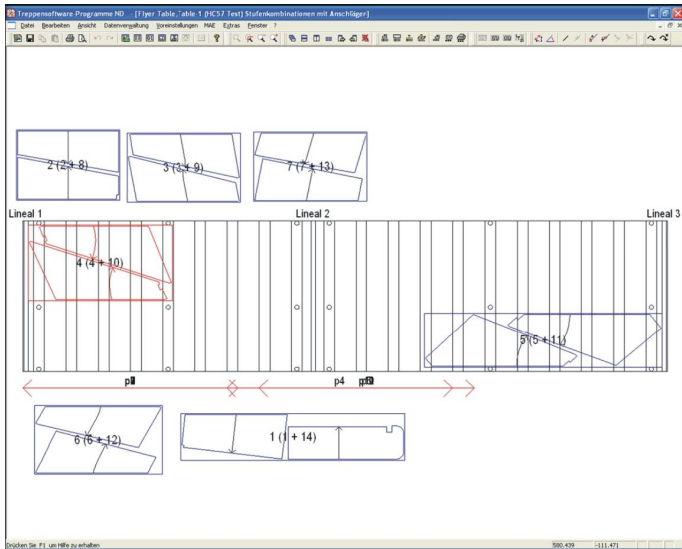 Treppensoftware-Programme ND - [Flyer Table,Table-1 (HC57 Test) Stufenkombinationen mit Anschläger]
Datei Bearbeiten Ansicht Datenverwaltung Voreinstellungen MAE Extras Fenster ?
2 (2 + 8)
3 (3 + 9)
7 (7 + 13)
Lineal 1
Lineal 2
Lineal 3
4 (4 + 10)
5 (5 + 11)
p4
6 (6 + 12)
1 (1 + 14)
Drücken Sie F1 um Hilfe zu erhalten
580.439
-111.471